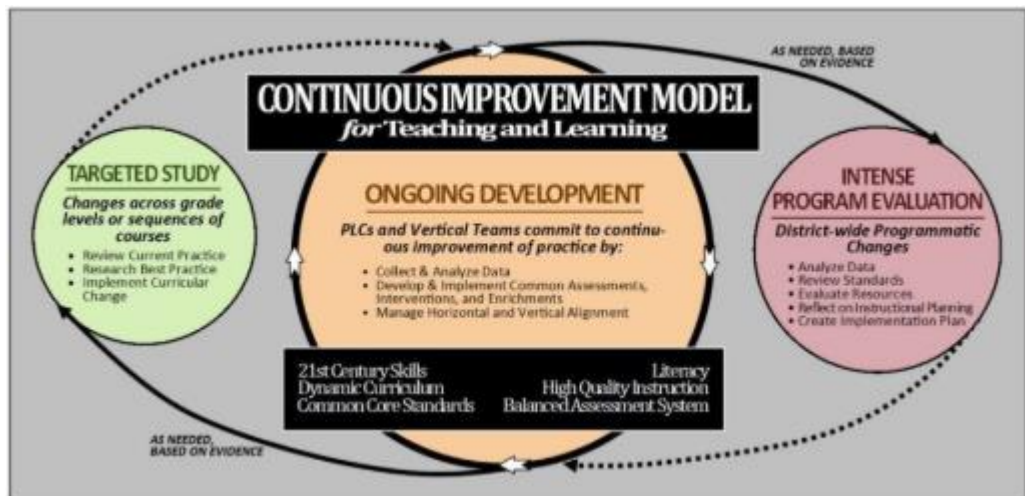 AS NEEDED, BASED
ON EVIDENCE
CONTINUOUS IMPROVEMENT MODEL
for Teaching and Learning
TARGETED STUDY
Changes across grade
levels or sequences of
courses
• Review Current Practice
• Research Best Practice
• Implement Curricular
Change
ONGOING DEVELOPMENT
PLCs and Vertical Teams commit to continu-
ous improvement of practice by:
• Collect & Analyze Data
• Develop & Implement Common Assessments,
Interventions, and Enrichments
• Manage Horizontal and Vertical Alignment
INTENSE
PROGRAM EVALUATION
District-wide Programmatic
Changes
• Analyze Data
• Review Standards
• Evaluate Resources
• Reflect on Instructional Planning
• Create Implementation Plan
21st Century Skills
Dynamic Curriculum
Common Core Standards
Literacy
High Quality Instruction
Balanced Assessment System
AS NEEDED,
BASED ON EVIDENCE